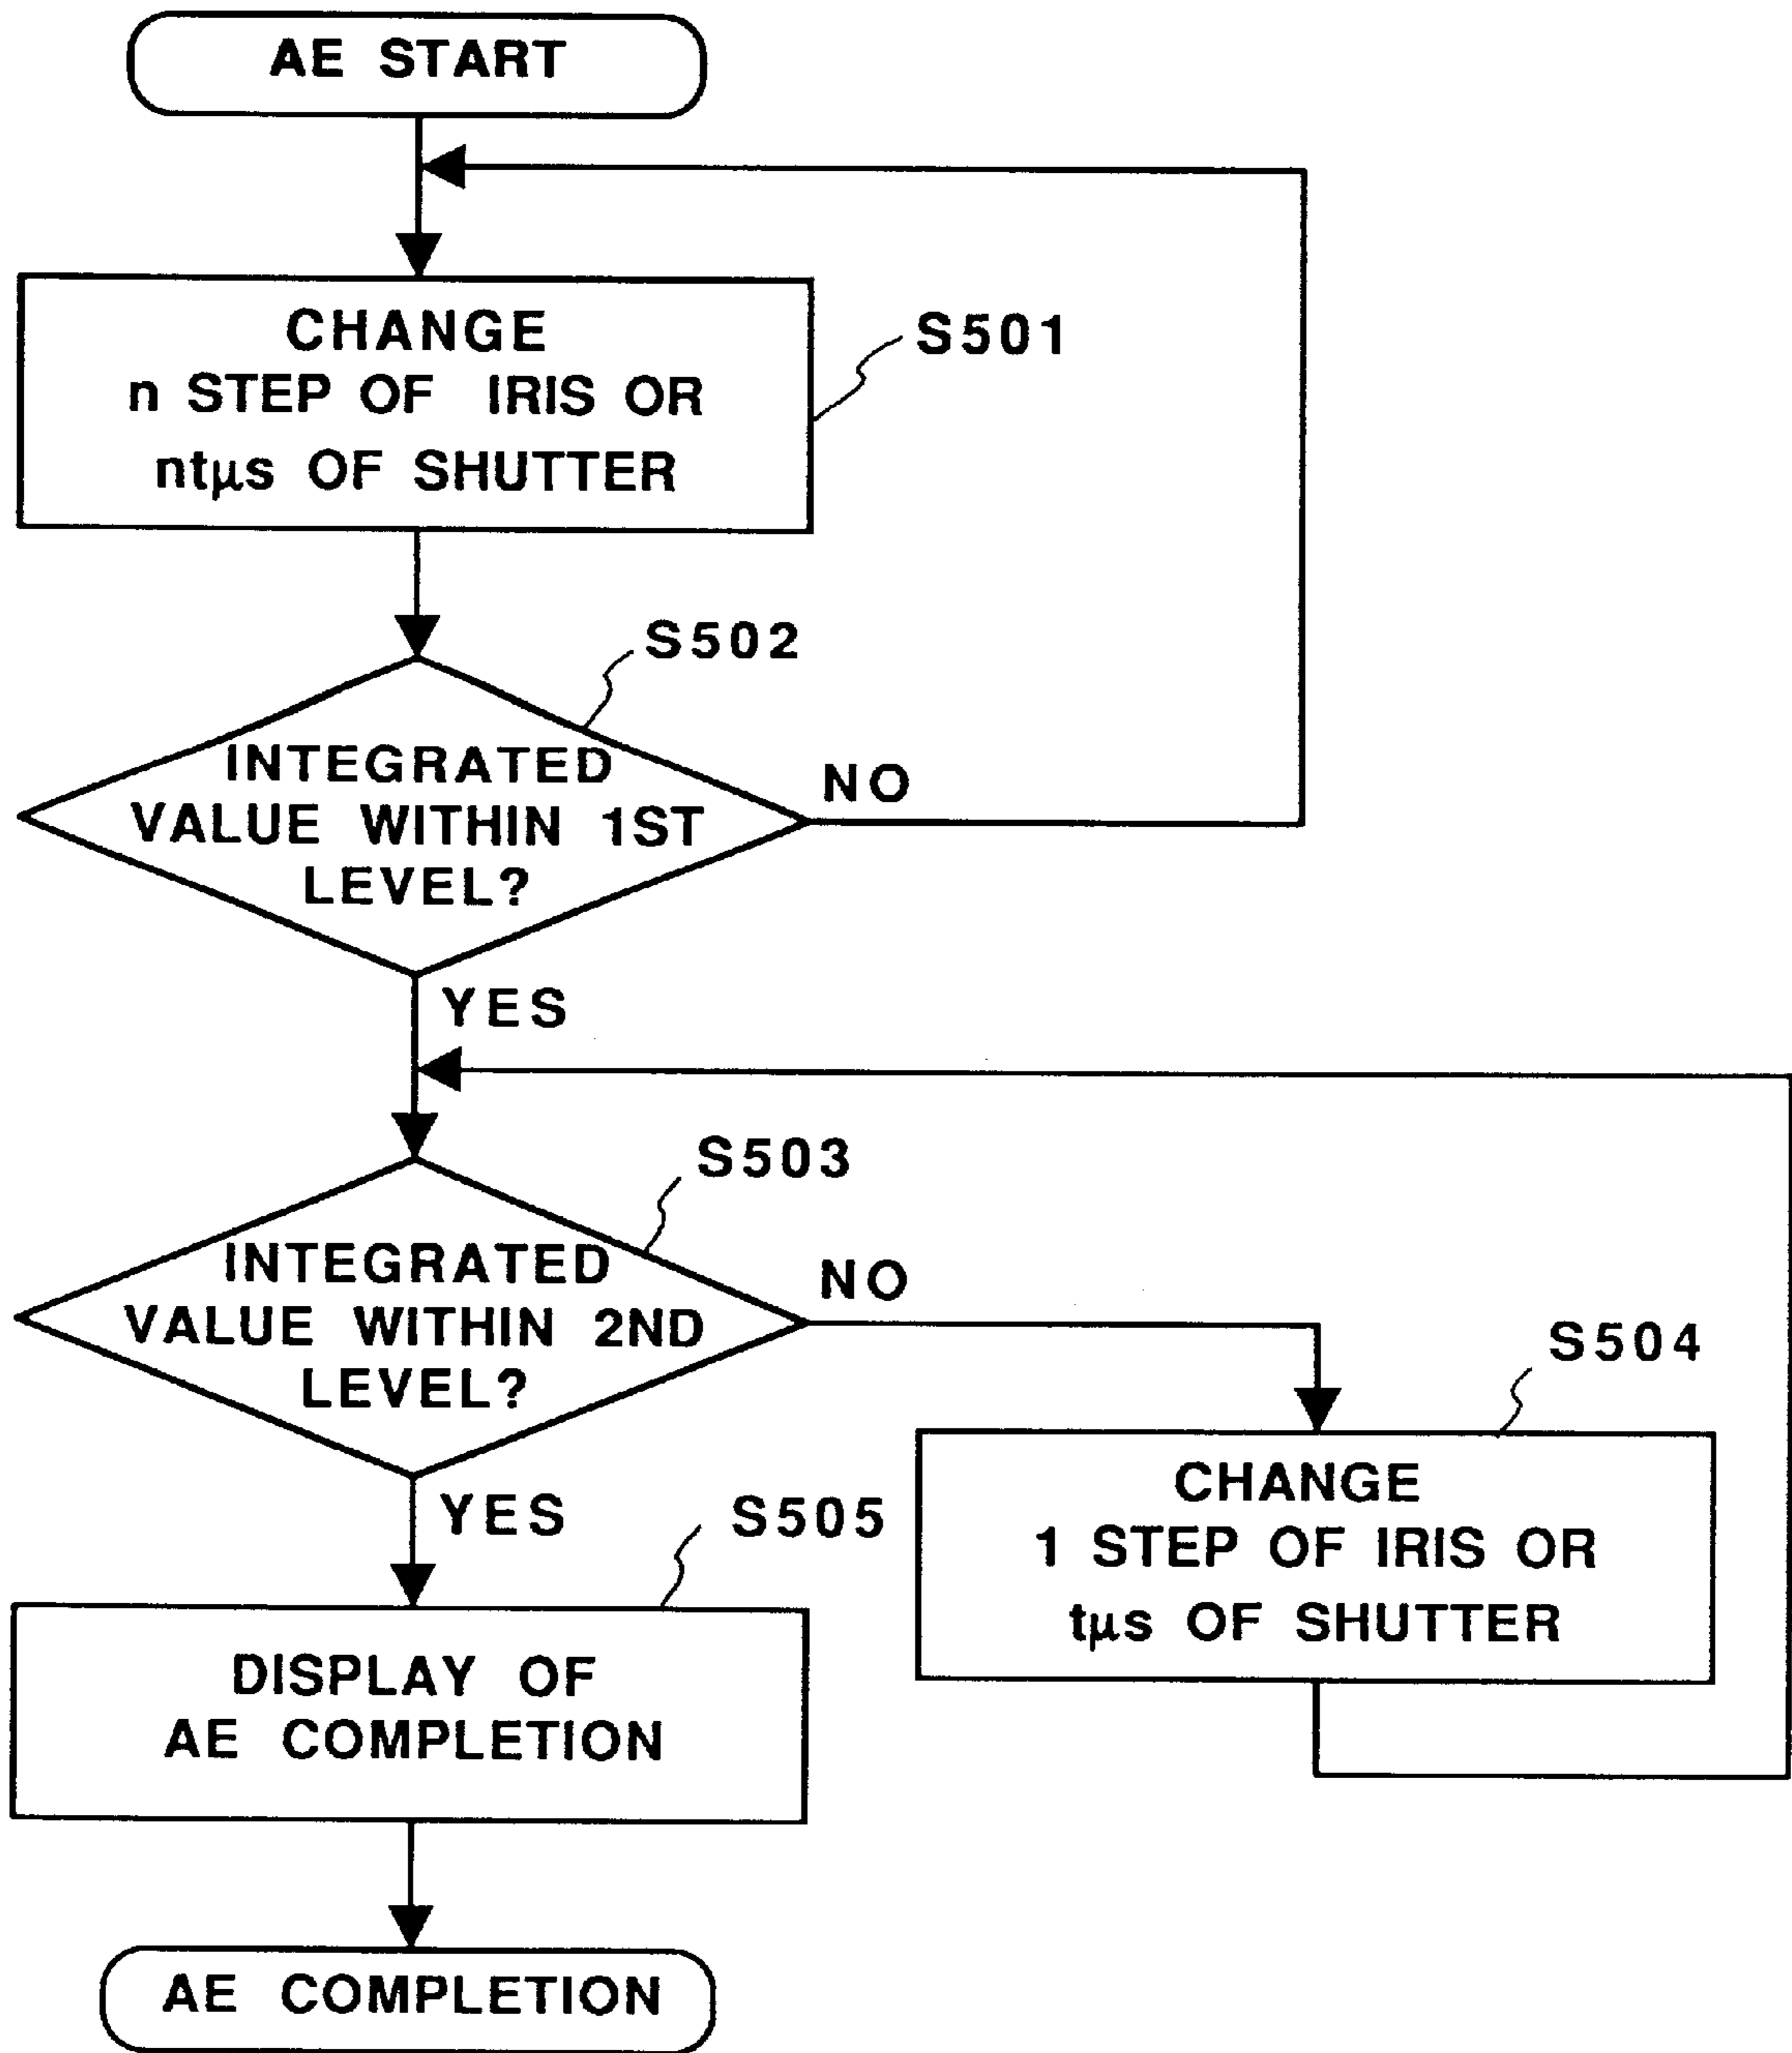 AE START
CHANGE
n STEP OF IRIS OR
ntμs OF SHUTTER
S501
S502
INTEGRATED
VALUE WITHIN 1ST
LEVEL?
NO
YES
S503
INTEGRATED
VALUE WITHIN 2ND
LEVEL?
NO
S504
CHANGE
1 STEP OF IRIS OR
tμs OF SHUTTER
YES
S505
DISPLAY OF
AE COMPLETION
AE COMPLETION